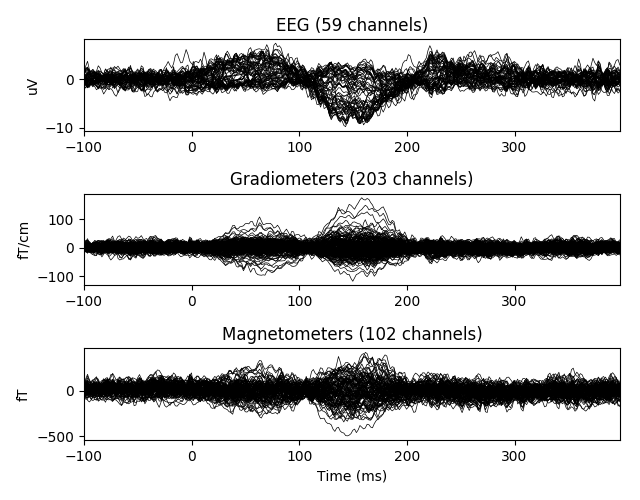 EEG (59 channels)
uV
0
−10
−100 0 100 200 300
Gradiometers (203 channels)
fT/cm
100
0
−100
−100 0 100 200 300
Magnetometers (102 channels)
fT
0
−500
−100 0 100 200 300
Time (ms)